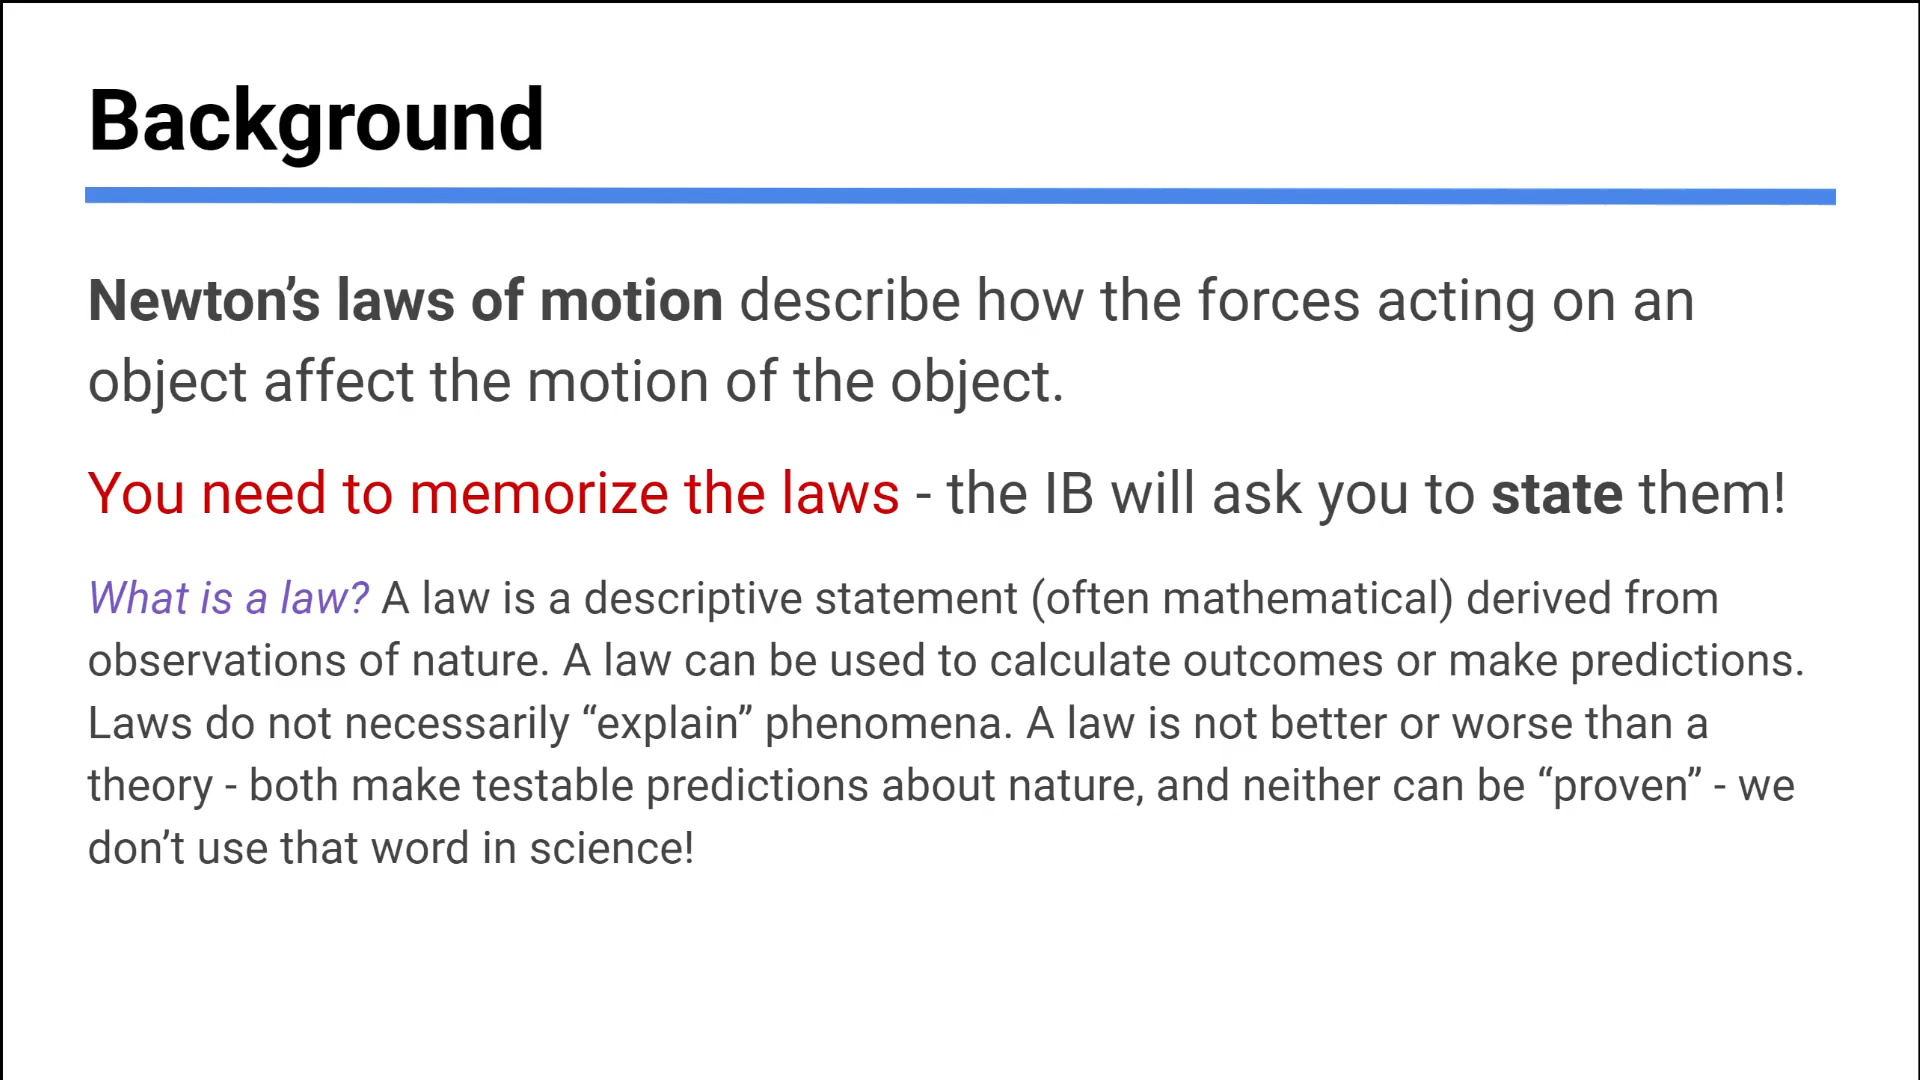 Background
Newton’s laws of motion describe how the forces acting on an
object affect the motion of the object.
You need to memorize the laws - the IB will ask you to state them!
What is a law? A law is a descriptive statement (often mathematical) derived from
observations of nature. A law can be used to calculate outcomes or make predictions.
Laws do not necessarily “explain” phenomena. A law is not better or worse than a
theory - both make testable predictions about nature, and neither can be “proven” - we
don’t use that word in science!